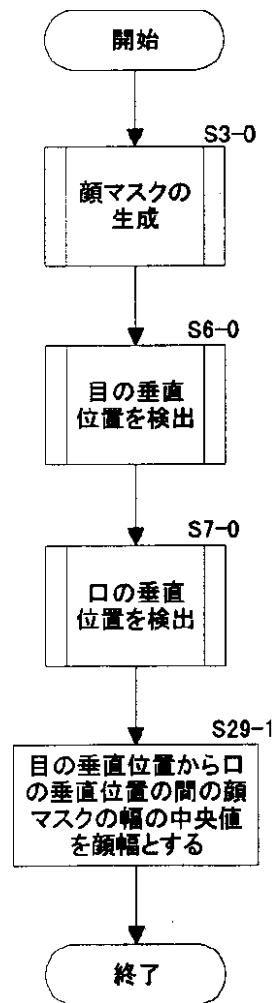 開始
S3-0
顔マスクの
生成
S6-0
目の垂直
位置を検出
S7-0
口の垂直
位置を検出
S29-1
目の垂直位置から口
の垂直位置の間の顔
マスクの幅の中央値
を顔幅とする
終了